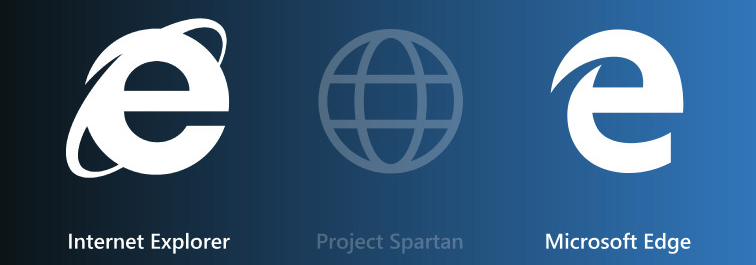 Internet Explorer
Project Spartan
Microsoft Edge